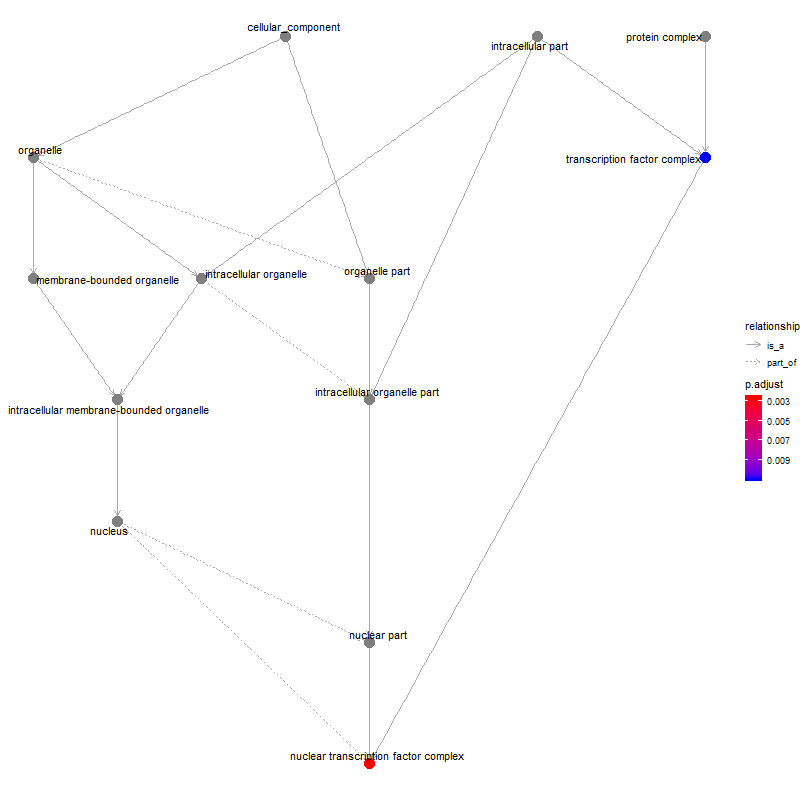 cellular_component
intracellular part
protein complex
organelle
transcription factor complex
membrane-bounded organelle
intracellular organelle
organelle part
relationship
is_a
part_of
p.adjust
0.003
0.005
0.007
0.009
intracellular organelle part
intracellular membrane-bounded organelle
nucleus
nuclear part
nuclear transcription factor complex